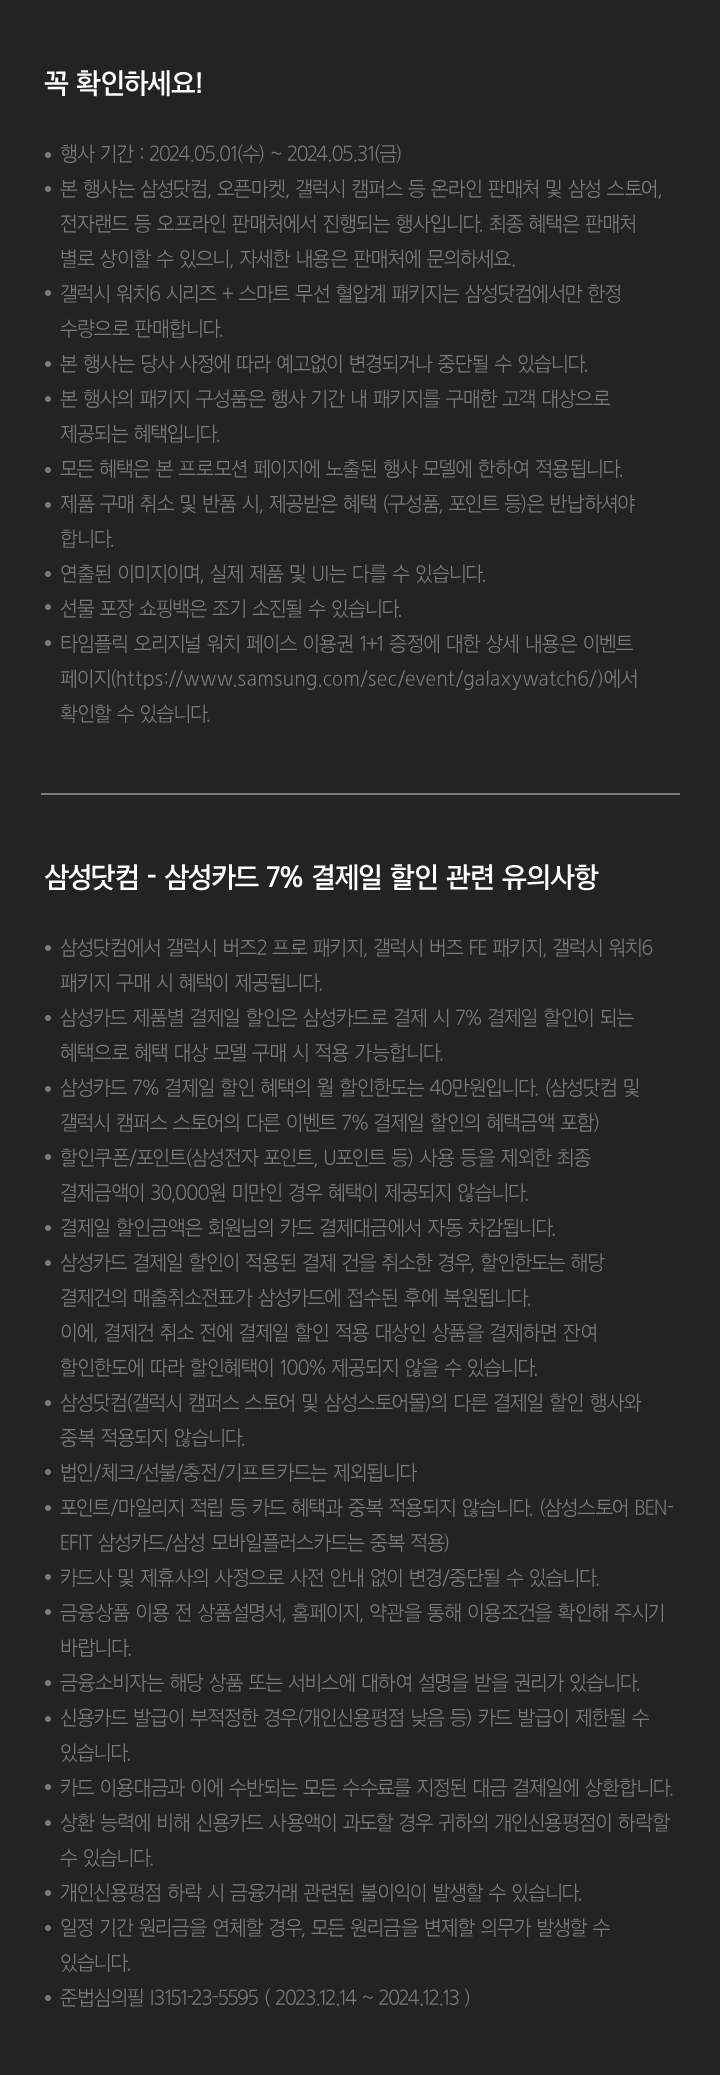 꼭 확인하세요!
• 행사 기간 : 2024.05.01(수) ~ 2024.05.31(금)
• 본 행사는 삼성닷컴, 오픈마켓, 갤럭시 캠퍼스 등 온라인 판매처 및 삼성 스토어,
전자랜드 등 오프라인 판매처에서 진행되는 행사입니다. 최종 혜택은 판매처
별로 상이할 수 있으니, 자세한 내용은 판매처에 문의하세요.
• 갤럭시 워치6 시리즈 + 스마트 무선 혈압계 패키지는 삼성닷컴에서만 한정
수량으로 판매합니다.
• 본 행사는 당사 사정에 따라 예고없이 변경되거나 중단될 수 있습니다.
• 본 행사의 패키지 구성품은 행사 기간 내 패키지를 구매한 고객 대상으로
제공되는 혜택입니다.
• 모든 혜택은 본 프로모션 페이지에 노출된 행사 모델에 한하여 적용됩니다.
• 제품 구매 취소 및 반품 시, 제공받은 혜택 (구성품, 포인트 등)은 반납하셔야
합니다.
• 연출된 이미지이며, 실제 제품 및 UI는 다를 수 있습니다.
• 선물 포장 쇼핑백은 조기 소진될 수 있습니다.
• 타임플릭 오리지널 워치 페이스 이용권 1+1 증정에 대한 상세 내용은 이벤트
페이지(https://www.samsung.com/sec/event/galaxywatch6/)에서
확인할 수 있습니다.
삼성닷컴 - 삼성카드 7% 결제일 할인 관련 유의사항
• 삼성닷컴에서 갤럭시 버즈2 프로 패키지, 갤럭시 버즈 FE 패키지, 갤럭시 워치6
패키지 구매 시 혜택이 제공됩니다.
• 삼성카드 제품별 결제일 할인은 삼성카드로 결제 시 7% 결제일 할인이 되는
혜택으로 혜택 대상 모델 구매 시 적용 가능합니다.
• 삼성카드 7% 결제일 할인 혜택의 월 할인한도는 40만원입니다. (삼성닷컴 및
갤럭시 캠퍼스 스토어의 다른 이벤트 7% 결제일 할인의 혜택금액 포함)
• 할인쿠폰/포인트(삼성전자 포인트, U포인트 등) 사용 등을 제외한 최종
결제금액이 30,000원 미만인 경우 혜택이 제공되지 않습니다.
• 결제일 할인금액은 회원님의 카드 결제대금에서 자동 차감됩니다.
• 삼성카드 결제일 할인이 적용된 결제 건을 취소한 경우, 할인한도는 해당
결제건의 매출취소전표가 삼성카드에 접수된 후에 복원됩니다.
이에, 결제건 취소 전에 결제일 할인 적용 대상인 상품을 결제하면 잔여
할인한도에 따라 할인혜택이 100% 제공되지 않을 수 있습니다.
• 삼성닷컴(갤럭시 캠퍼스 스토어 및 삼성스토어몰)의 다른 결제일 할인 행사와
중복 적용되지 않습니다.
• 법인/체크/선불/충전/기프트카드는 제외됩니다
• 포인트/마일리지 적립 등 카드 혜택과 중복 적용되지 않습니다. (삼성스토어 BEN-
EFIT 삼성카드/삼성 모바일플러스카드는 중복 적용)
• 카드사 및 제휴사의 사정으로 사전 안내 없이 변경/중단될 수 있습니다.
• 금융상품 이용 전 상품설명서, 홈페이지, 약관을 통해 이용조건을 확인해 주시기
바랍니다.
• 금융소비자는 해당 상품 또는 서비스에 대하여 설명을 받을 권리가 있습니다.
• 신용카드 발급이 부적정한 경우(개인신용평점 낮음 등) 카드 발급이 제한될 수
있습니다.
• 카드 이용대금과 이에 수반되는 모든 수수료를 지정된 대금 결제일에 상환합니다.
• 상환 능력에 비해 신용카드 사용액이 과도할 경우 귀하의 개인신용평점이 하락할
수 있습니다.
• 개인신용평점 하락 시 금융거래 관련된 불이익이 발생할 수 있습니다.
• 일정 기간 원리금을 연체할 경우, 모든 원리금을 변제할 의무가 발생할 수
있습니다.
• 준법심의필 I3151-23-5595 ( 2023.12.14 ~ 2024.12.13 )